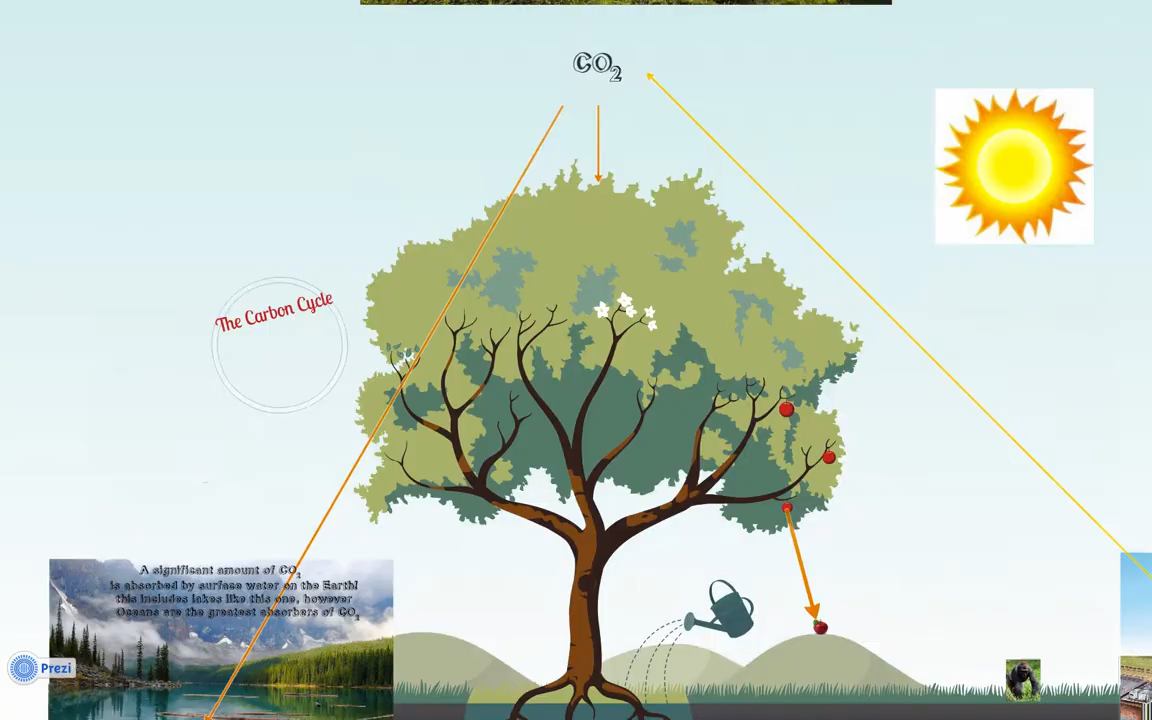 CO2
The Carbon Cycle
A significant amount of CO2
is absorbed by surface water on the Earth!
this includes lakes like this one, however
Oceans are the greatest absorbers of CO2
Prezi